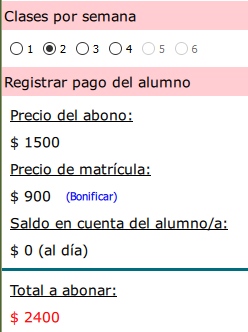 Clases por semana
1 2 3 4 5 6
Registrar pago del alumno
Precio del abono:
$ 1500
Precio de matrícula:
$ 900 (Bonificar)
Saldo en cuenta del alumno/a:
$ 0 (al día)
Total a abonar:
$ 2400